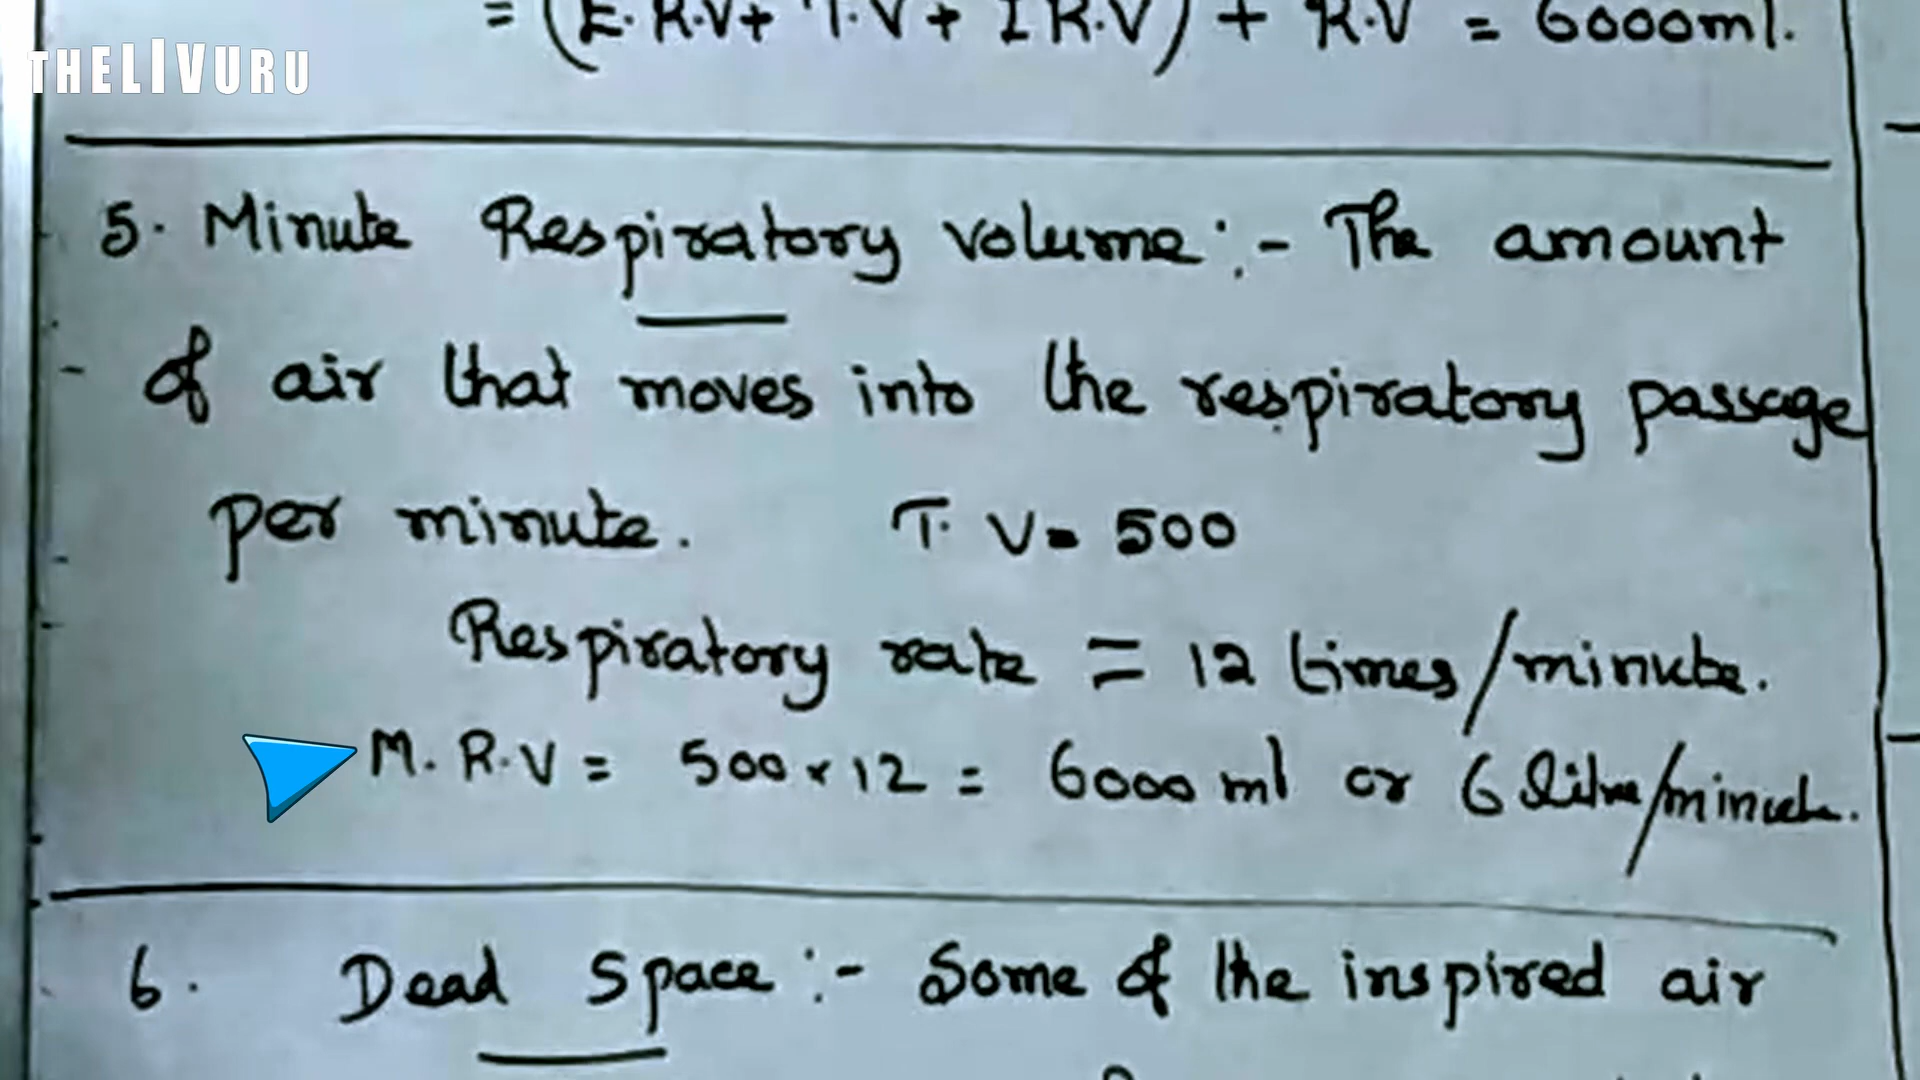 = (E.R.V+ T.V + I R.V) + R.V = 6000ml.
THELIVURU
5. Minute Respiratory volume :- The amount
of air that moves into the respiratory passage
per minute. T. V = 500
Respiratory rate = 12 times/minute.
M. R.V = 500 x 12 = 6000 ml or 6 litre/minute.
6. Dead space :- Some of the inspired air